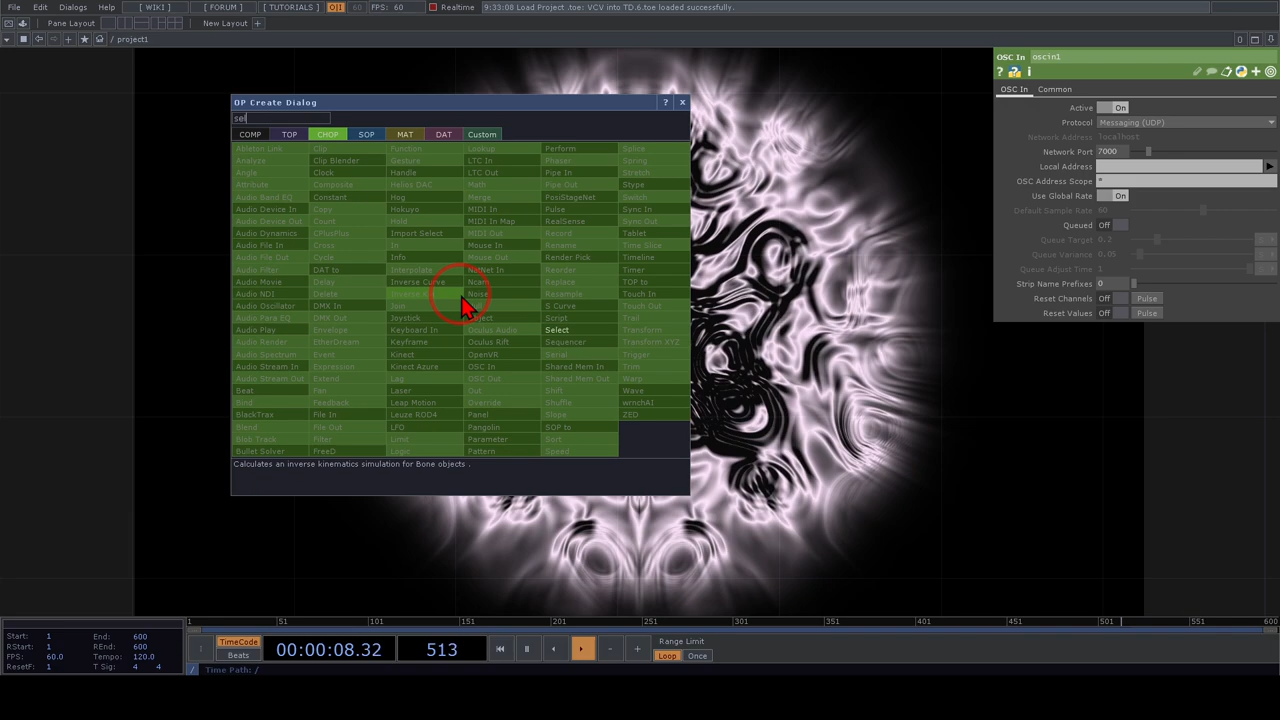 File Edit Dialogs Help [ WIKI ] [ FORUM ] [ TUTORIALS ] O|I 60 FPS: 60 Realtime 9:33:08 Load Project .toe: VCV into TD.6.toe loaded successfully.
Pane Layout New Layout +
/ project1 0
OSC In oscin1
OSC In Common
Active On
Protocol Messaging (UDP)
Network Address localhost
Network Port 7000
Local Address
OSC Address Scope *
Use Global Rate On
Default Sample Rate 60
Queued Off
Queue Target 0.2
Queue Variance 0.05
Queue Adjust Time 1
Strip Name Prefixes 0
Reset Channels Off Pulse
Reset Values Off Pulse
OP Create Dialog ? ×
sel
COMP TOP CHOP SOP MAT DAT Custom
Ableton Link Clip Function Lookup Perform Splice
Analyze Clip Blender Gesture LTC In Phaser Spring
Angle Clock Handle LTC Out Pipe In Stretch
Attribute Composite Helios DAC Math Pipe Out Stype
Audio Band EQ Constant Hog Merge PosiStageNet Switch
Audio Device In Copy Hokuyo MIDI In Pulse Sync In
Audio Device Out Count Hold MIDI In Map RealSense Sync Out
Audio Dynamics CPlusPlus Import Select MIDI Out Record Tablet
Audio File In Cross In Mouse In Rename Time Slice
Audio File Out Cycle Info Mouse Out Render Pick Timeline
Audio Filter DAT to Interpolate NatNet In Reorder Timer
Audio Movie Delay Inverse Curve Ncam Replace TOP to
Audio NDI Delete Inverse Noise Resample Touch In
Audio Oscillator DMX In Join S Curve Touch Out
Audio Para EQ DMX Out Joystick Object Script Trail
Audio Play Envelope Keyboard In Oculus Audio Select Transform
Audio Render EtherDream Keyframe Oculus Rift Sequencer Transform XYZ
Audio Spectrum Event Kinect OpenVR Serial Trigger
Audio Stream In Expression Kinect Azure OSC In Shared Mem In Trim
Audio Stream Out Extend Lag OSC Out Shared Mem Out Warp
Beat Fan Laser Out Shift Wave
Bind Feedback Leap Motion Override Shuffle wrnchAI
BlackTrax File In Leuze ROD4 Panel Slope ZED
Blend File Out LFO Pangolin SOP to
Blob Track Filter Limit Parameter Sort
Bullet Solver FreeD Logic Pattern Speed
Calculates an inverse kinematics simulation for Bone objects .
1 51 101 151 201 251 301 351 401 451 501 551 600
Start: 1 End: 600
RStart: 1 REnd: 600
FPS: 60.0 Tempo: 120.0
ResetF: 1 T Sig: 4 4
TimeCode
Beats
00:00:08.32 513
Range Limit
Loop Once
/ Time Path: /